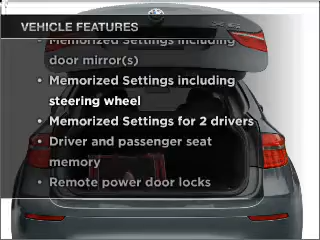 VEHICLE FEATURES
• Memorized Settings including
door mirror(s)
• Memorized Settings including
steering wheel
• Memorized Settings for 2 drivers
• Driver and passenger seat
memory
• Remote power door locks